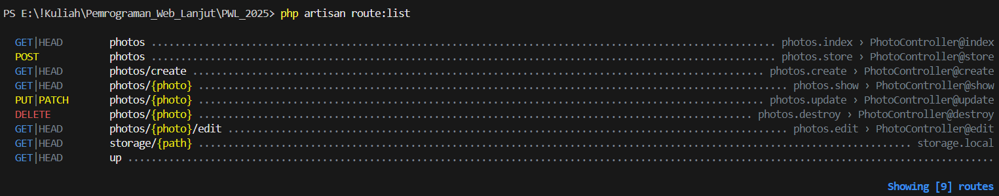 PS E:\!Kuliah\Pemrograman_Web_Lanjut\PWL_2025> php artisan route:list
GET|HEAD photos ........ photos.index › PhotoController@index
POST photos ........ photos.store › PhotoController@store
GET|HEAD photos/create ........ photos.create › PhotoController@create
GET|HEAD photos/{photo} ........ photos.show › PhotoController@show
PUT|PATCH photos/{photo} ........ photos.update › PhotoController@update
DELETE photos/{photo} ........ photos.destroy › PhotoController@destroy
GET|HEAD photos/{photo}/edit ........ photos.edit › PhotoController@edit
GET|HEAD storage/{path} ........ storage.local
GET|HEAD up ........
Showing [9] routes